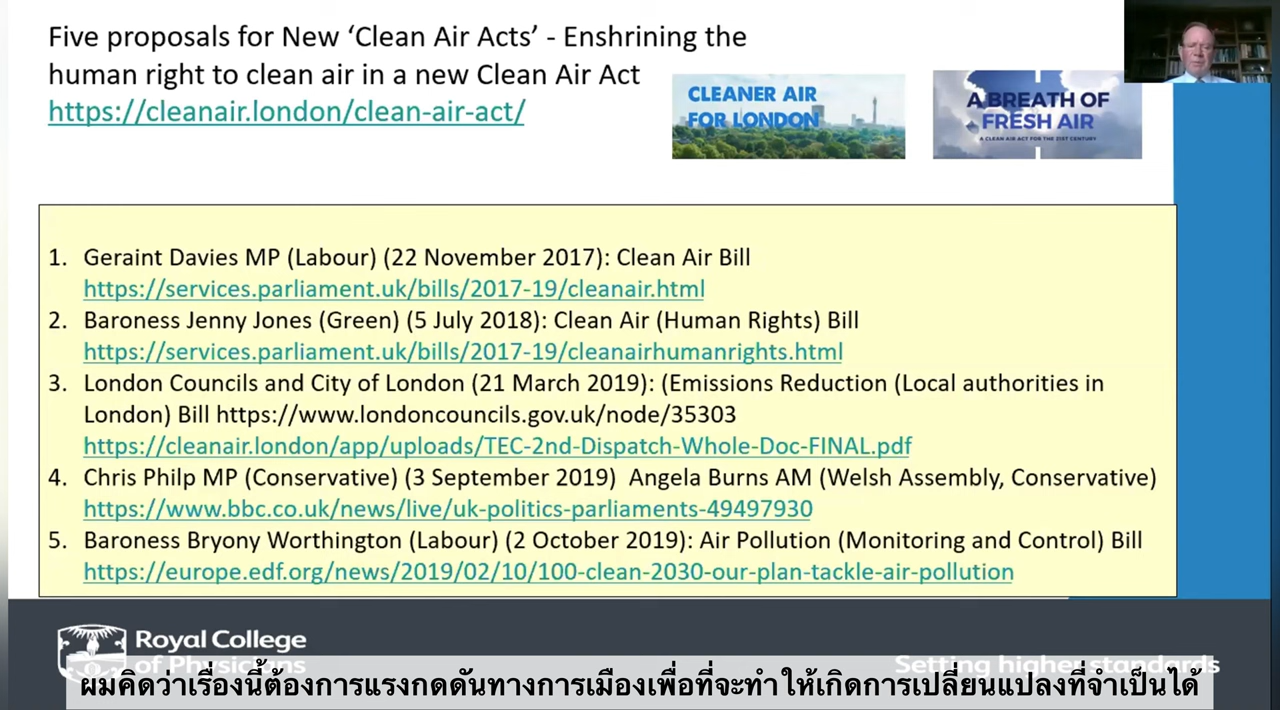 Five proposals for New ‘Clean Air Acts’ - Enshrining the
human right to clean air in a new Clean Air Act
https://cleanair.london/clean-air-act/
CLEANER AIR
FOR LONDON
A BREATH OF
FRESH AIR
A CLEAN AIR ACT FOR THE 21ST CENTURY
1. Geraint Davies MP (Labour) (22 November 2017): Clean Air Bill
https://services.parliament.uk/bills/2017-19/cleanair.html
2. Baroness Jenny Jones (Green) (5 July 2018): Clean Air (Human Rights) Bill
https://services.parliament.uk/bills/2017-19/cleanairhumanrights.html
3. London Councils and City of London (21 March 2019): (Emissions Reduction (Local authorities in
London) Bill https://www.londoncouncils.gov.uk/node/35303
https://cleanair.london/app/uploads/TEC-2nd-Dispatch-Whole-Doc-FINAL.pdf
4. Chris Philp MP (Conservative) (3 September 2019) Angela Burns AM (Welsh Assembly, Conservative)
https://www.bbc.co.uk/news/live/uk-politics-parliaments-49497930
5. Baroness Bryony Worthington (Labour) (2 October 2019): Air Pollution (Monitoring and Control) Bill
https://europe.edf.org/news/2019/02/10/100-clean-2030-our-plan-tackle-air-pollution
Royal College
of Physicians
Setting higher standards
ผมคิดว่าเรื่องนี้ต้องการแรงกดดันทางการเมืองเพื่อที่จะทำให้เกิดการเปลี่ยนแปลงที่จำเป็นได้